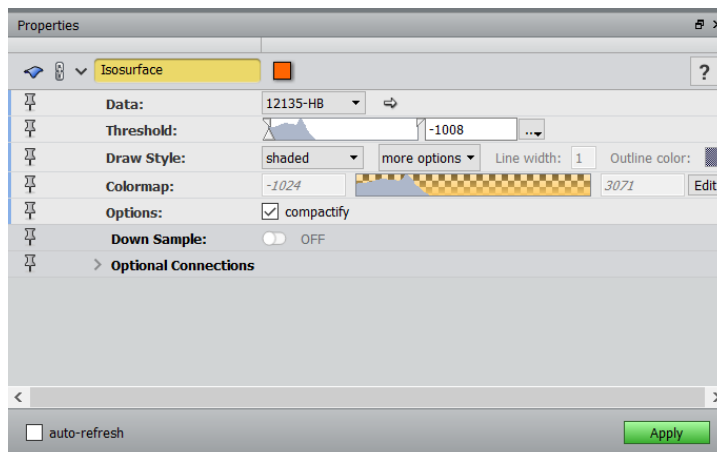 Properties
Isosurface ?
Data: 12135-HB
Threshold: -1008 ...
Draw Style: shaded more options Line width: 1 Outline color:
Colormap: -1024 3071 Edit
Options: compactify
Down Sample: OFF
Optional Connections
auto-refresh Apply